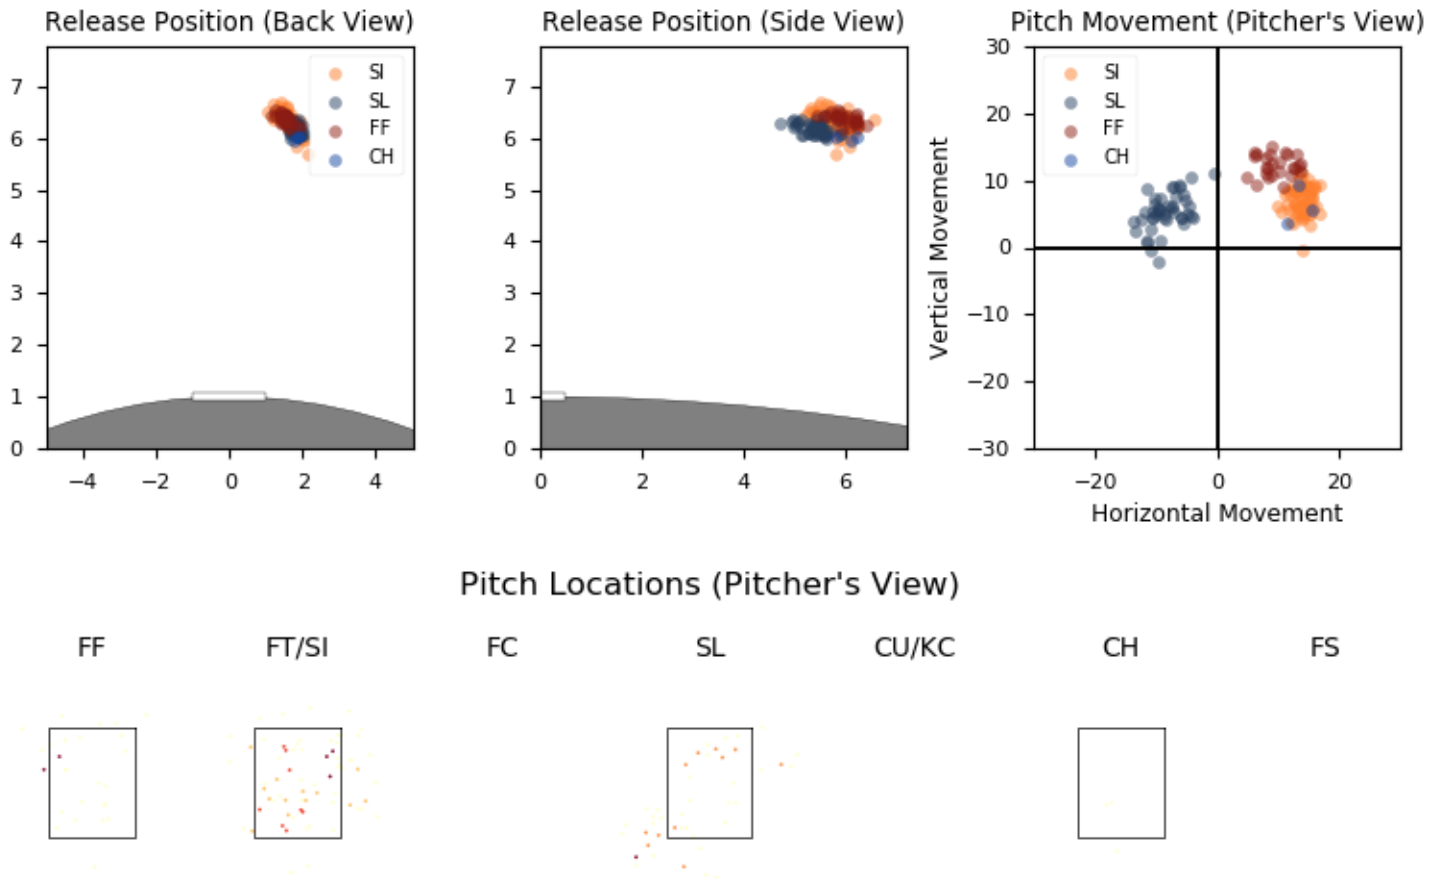 Release Position (Back View)
Release Position (Side View)
Pitch Movement (Pitcher's View)
SI
SL
FF
CH
7
6
5
4
3
2
1
0
−4
−2
0
2
4
7
6
5
4
3
2
1
0
0
2
4
6
SI
SL
FF
CH
30
20
10
0
−10
−20
−30
Vertical Movement
−20
0
20
Horizontal Movement
Pitch Locations (Pitcher's View)
FF
FT/SI
FC
SL
CU/KC
CH
FS